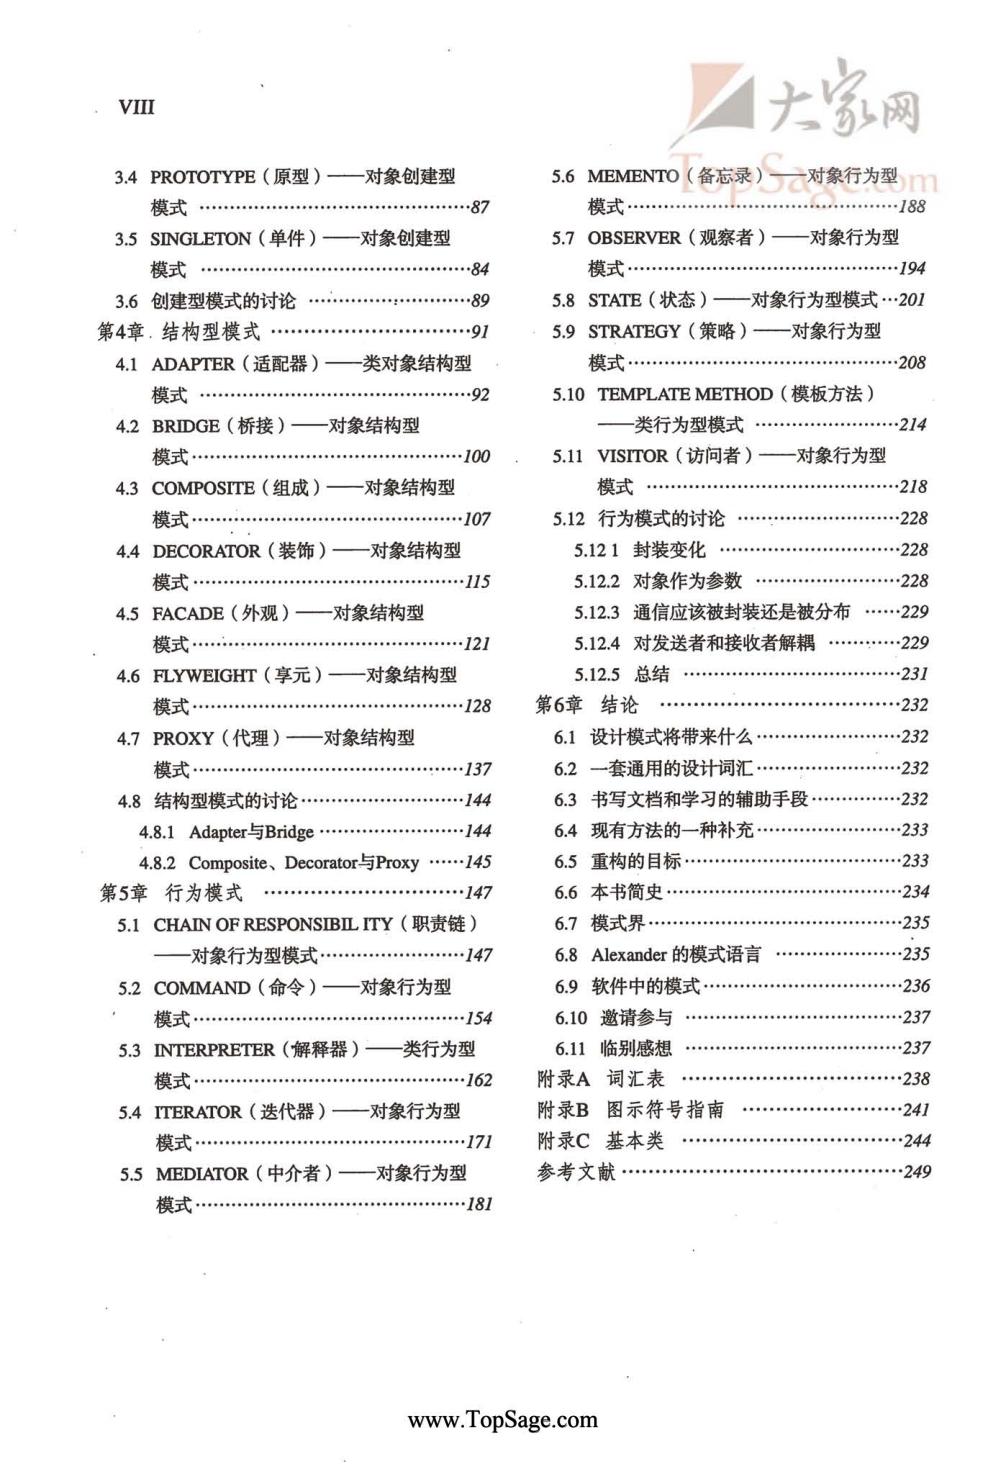 VIII
大家网
TopSage.com
3.4 PROTOTYPE（原型）——对象创建型
模式 ……………………………………87
3.5 SINGLETON（单件）——对象创建型
模式 ……………………………………84
3.6 创建型模式的讨论 ……………………89
第4章 结构型模式 …………………………91
4.1 ADAPTER（适配器）——类对象结构型
模式 ……………………………………92
4.2 BRIDGE（桥接）——对象结构型
模式……………………………………100
4.3 COMPOSITE（组成）——对象结构型
模式……………………………………107
4.4 DECORATOR（装饰）——对象结构型
模式……………………………………115
4.5 FACADE（外观）——对象结构型
模式……………………………………121
4.6 FLYWEIGHT（享元）——对象结构型
模式……………………………………128
4.7 PROXY（代理）——对象结构型
模式……………………………………137
4.8 结构型模式的讨论……………………144
4.8.1 Adapter与Bridge …………………144
4.8.2 Composite、Decorator与Proxy ……145
第5章 行为模式 …………………………147
5.1 CHAIN OF RESPONSIBIL ITY（职责链）
——对象行为型模式…………………147
5.2 COMMAND（命令）——对象行为型
模式……………………………………154
5.3 INTERPRETER（解释器）——类行为型
模式……………………………………162
5.4 ITERATOR（迭代器）——对象行为型
模式……………………………………171
5.5 MEDIATOR（中介者）——对象行为型
模式……………………………………181
5.6 MEMENTO（备忘录）——对象行为型
模式……………………………………188
5.7 OBSERVER（观察者）——对象行为型
模式……………………………………194
5.8 STATE（状态）——对象行为型模式…201
5.9 STRATEGY（策略）——对象行为型
模式……………………………………208
5.10 TEMPLATE METHOD（模板方法）
——类行为型模式 …………………214
5.11 VISITOR（访问者）——对象行为型
模式 …………………………………218
5.12 行为模式的讨论 ……………………228
5.12 1 封装变化 ………………………228
5.12.2 对象作为参数 …………………228
5.12.3 通信应该被封装还是被分布 ……229
5.12.4 对发送者和接收者解耦 …………229
5.12.5 总结 ……………………………231
第6章 结论 ………………………………232
6.1 设计模式将带来什么…………………232
6.2 一套通用的设计词汇…………………232
6.3 书写文档和学习的辅助手段…………232
6.4 现有方法的一种补充…………………233
6.5 重构的目标……………………………233
6.6 本书简史………………………………234
6.7 模式界…………………………………235
6.8 Alexander 的模式语言 ………………235
6.9 软件中的模式…………………………236
6.10 邀请参与 ……………………………237
6.11 临别感想 ……………………………237
附录A 词汇表 ……………………………238
附录B 图示符号指南 ……………………241
附录C 基本类 ……………………………244
参考文献……………………………………249
www.TopSage.com